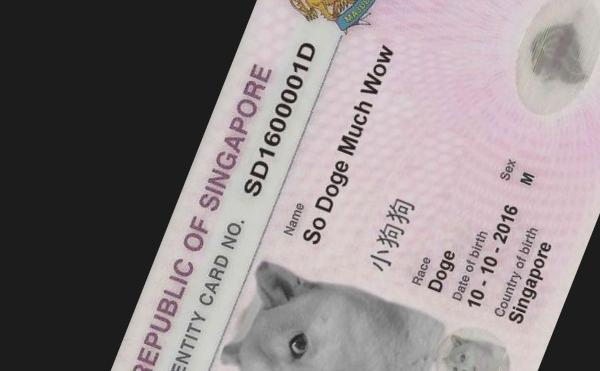 REPUBLIC OF SINGAPORE
ENTITY CARD NO. SD1600001D
Name
So Doge Much Wow
小狗狗
Race
Doge
Date of birth Sex
10 - 10 - 2016 M
Country of birth
Singapore